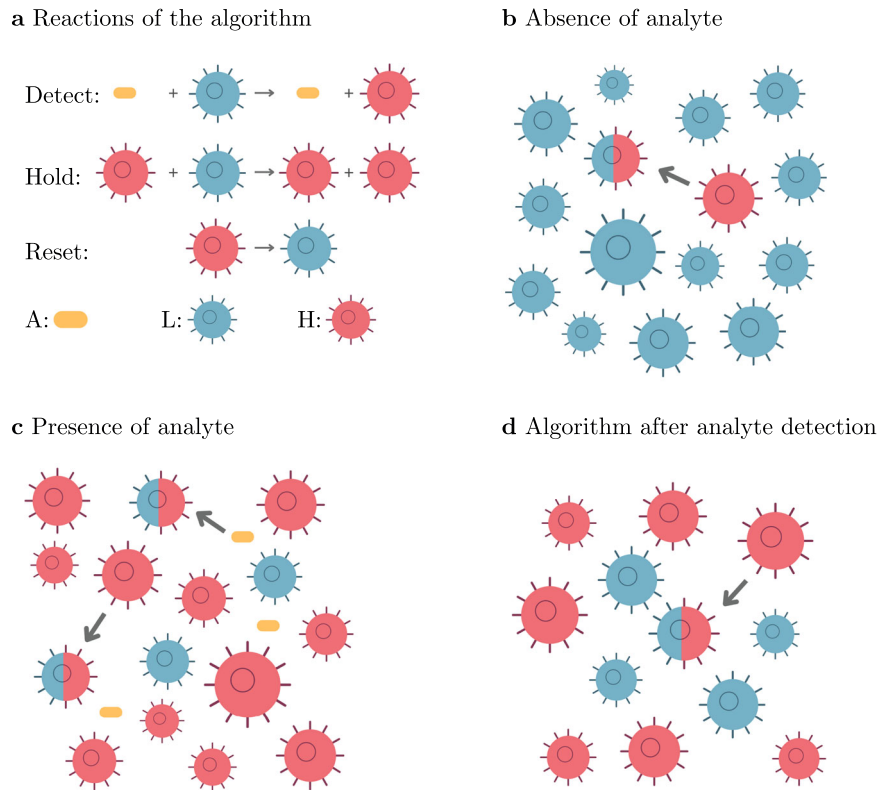 a Reactions of the algorithm
Detect: + → +
Hold: + → +
Reset: →
A: L: H:
b Absence of analyte
c Presence of analyte
d Algorithm after analyte detection